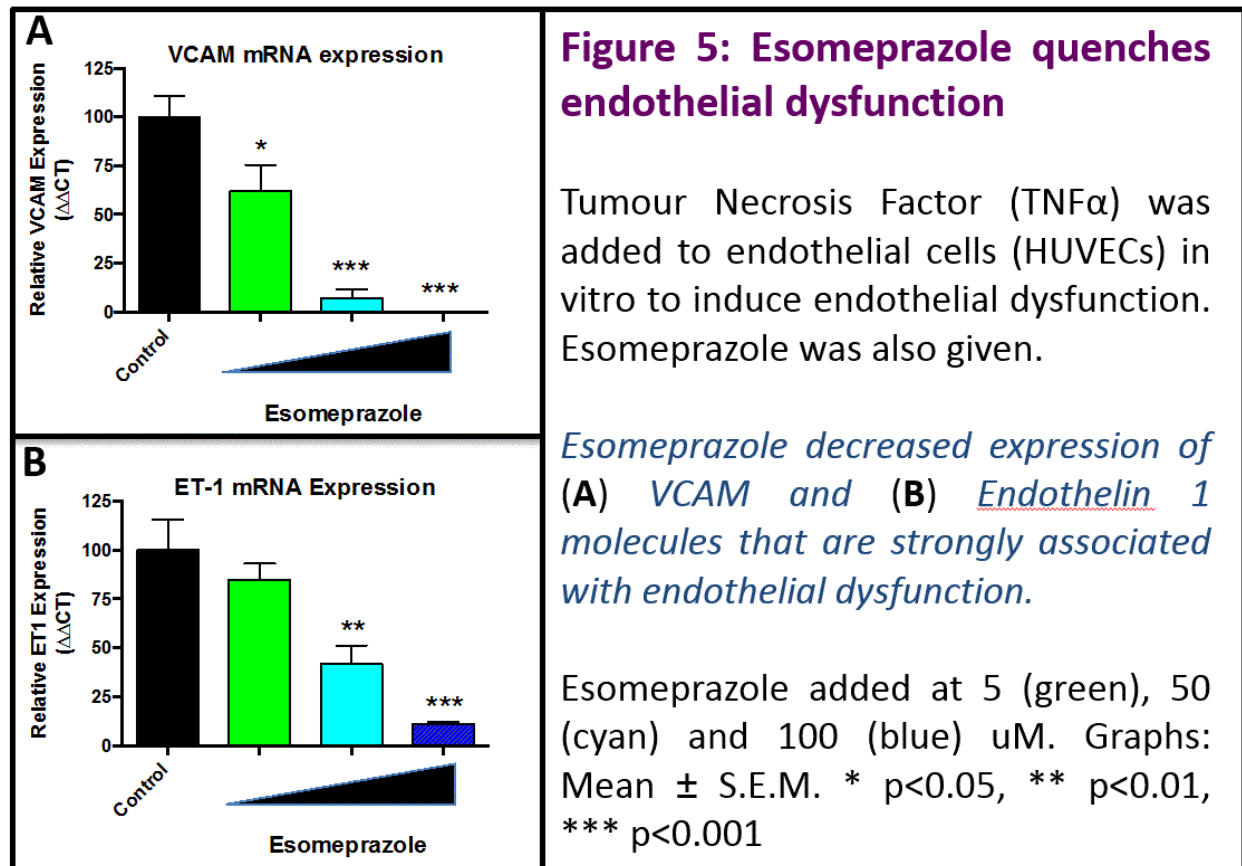 A
VCAM mRNA expression
Relative VCAM Expression
(ΔΔCT)
125
100
75
50
25
0
*
***
***
Control
Esomeprazole
B
ET-1 mRNA Expression
Relative ET1 Expression
(ΔΔCT)
125
100
75
50
25
0
**
***
Control
Esomeprazole
Figure 5: Esomeprazole quenches
endothelial dysfunction
Tumour Necrosis Factor (TNFα) was
added to endothelial cells (HUVECs) in
vitro to induce endothelial dysfunction.
Esomeprazole was also given.
Esomeprazole decreased expression of
(A) VCAM and (B) Endothelin 1
molecules that are strongly associated
with endothelial dysfunction.
Esomeprazole added at 5 (green), 50
(cyan) and 100 (blue) uM. Graphs:
Mean ± S.E.M. * p<0.05, ** p<0.01,
*** p<0.001